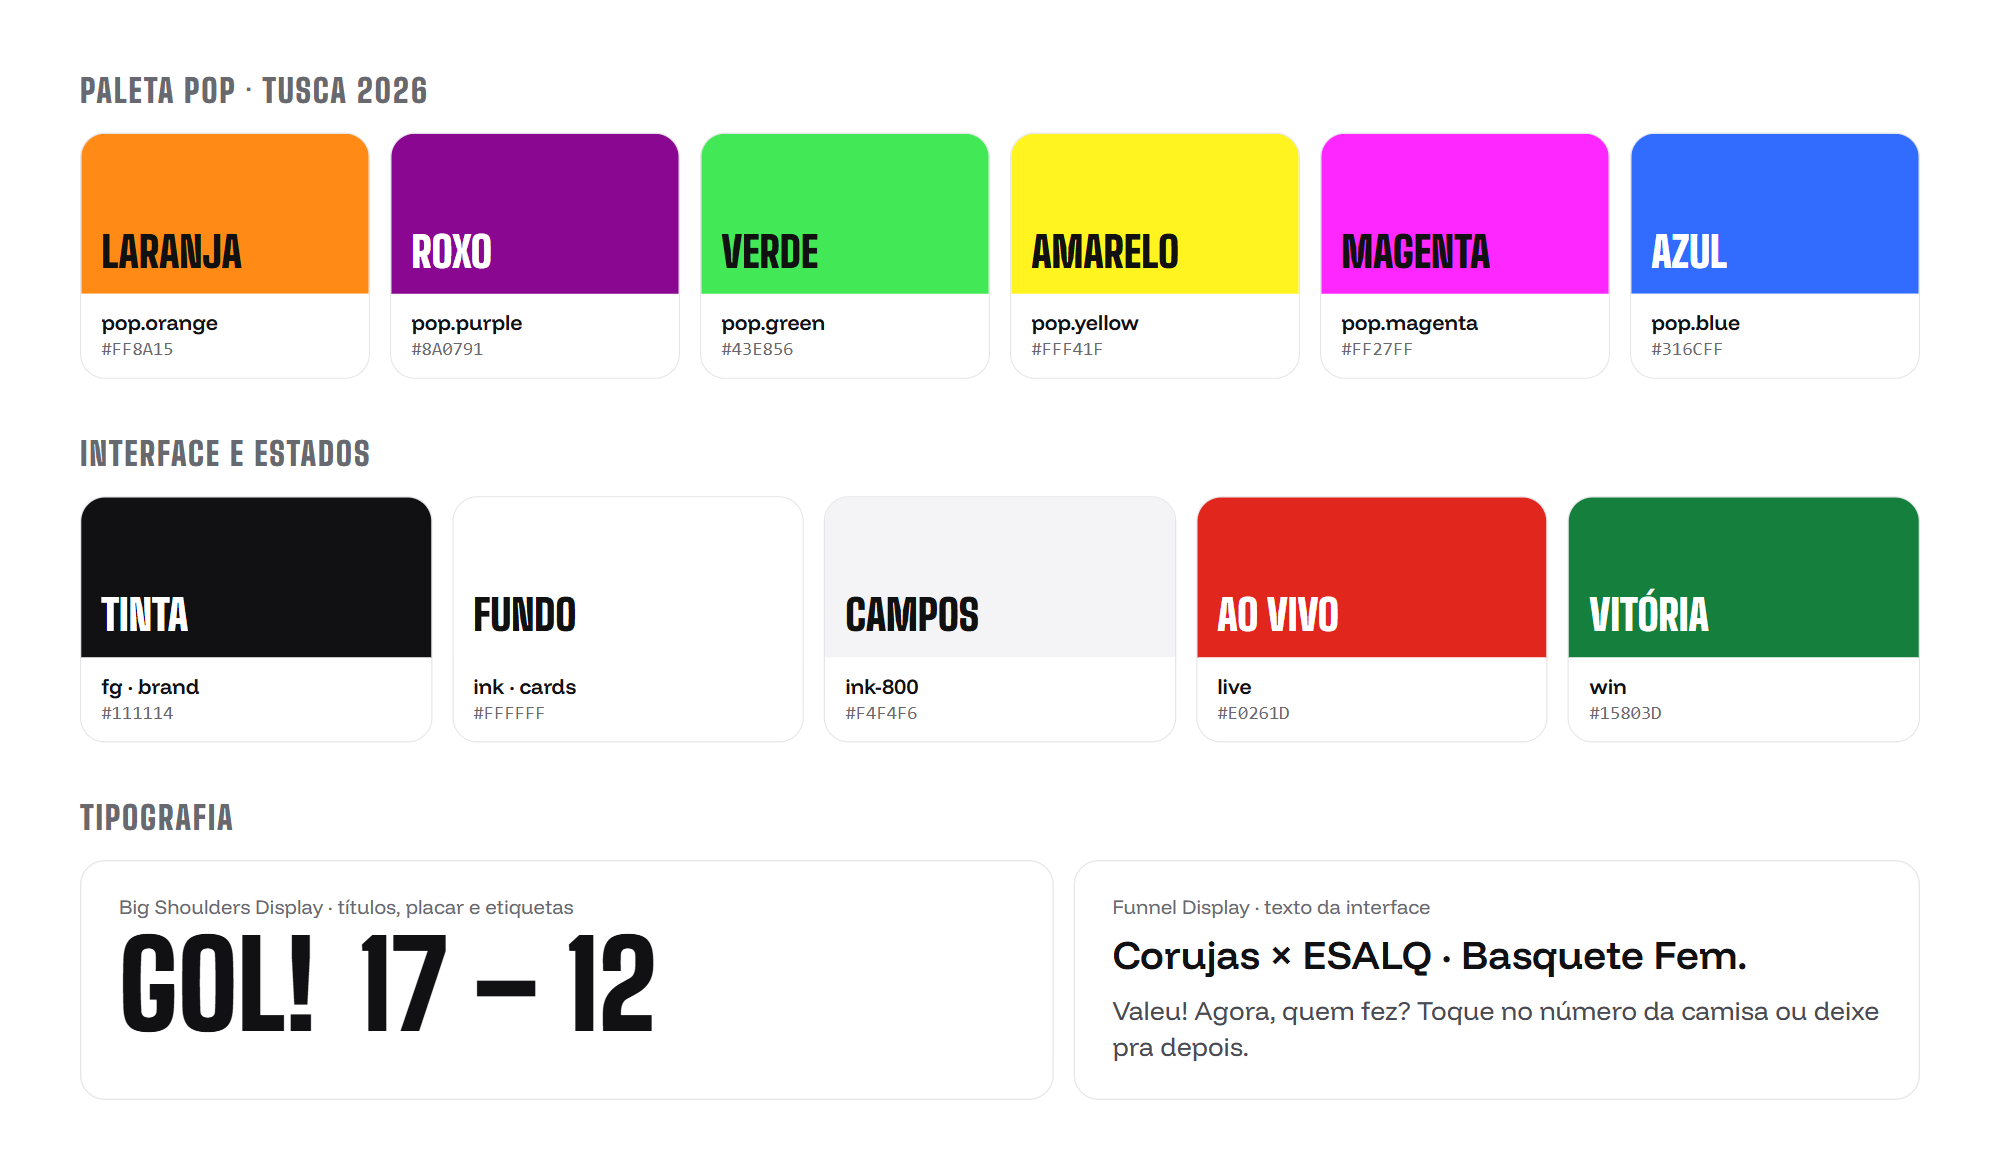 PALETA POP · TUSCA 2026
LARANJA
pop.orange
#FF8A15
ROXO
pop.purple
#8A0791
VERDE
pop.green
#43E856
AMARELO
pop.yellow
#FFF41F
MAGENTA
pop.magenta
#FF27FF
AZUL
pop.blue
#316CFF
INTERFACE E ESTADOS
TINTA
fg · brand
#111114
FUNDO
ink · cards
#FFFFFF
CAMPOS
ink-800
#F4F4F6
AO VIVO
live
#E0261D
VITÓRIA
win
#15803D
TIPOGRAFIA
Big Shoulders Display · títulos, placar e etiquetas
GOL! 17 – 12
Funnel Display · texto da interface
Corujas × ESALQ · Basquete Fem.
Valeu! Agora, quem fez? Toque no número da camisa ou deixe
pra depois.